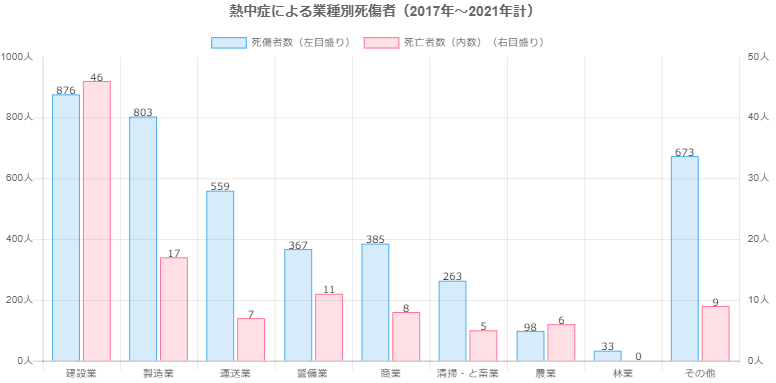 熱中症による業種別死傷者（2017年～2021年計）
死傷者数（左目盛り） 死亡者数（内数）（右目盛り）
1000人 50人
876 46
803
800人 40人
673
600人 30人
559
367 385
400人 20人
17
263
11
200人 10人
7 8 5 98 6 9
33 0
0人 0人
建設業 製造業 運送業 警備業 商業 清掃・と畜業 農業 林業 その他